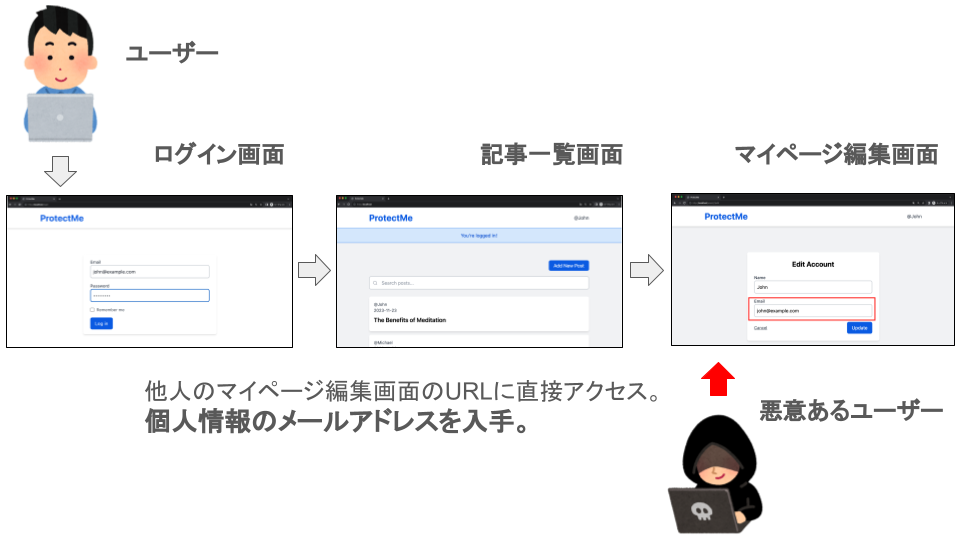 ユーザー
ログイン画面
記事一覧画面
マイページ編集画面
ProtectMe
Email
john@example.com
Password
Remember me
Log in
ProtectMe
@John
You're logged in!
Add New Post
Search posts...
@John
2023-11-23
The Benefits of Meditation
@Michael
ProtectMe
@John
Edit Account
Name
John
Email
john@example.com
Cancel
Update
他人のマイページ編集画面のURLに直接アクセス。
個人情報のメールアドレスを入手。
悪意あるユーザー